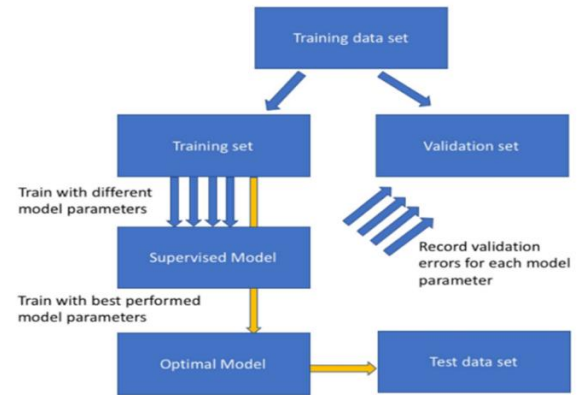 Training data set
Training set
Validation set
Train with different
model parameters
Record validation
errors for each model
parameter
Supervised Model
Train with best performed
model parameters
Optimal Model
Test data set